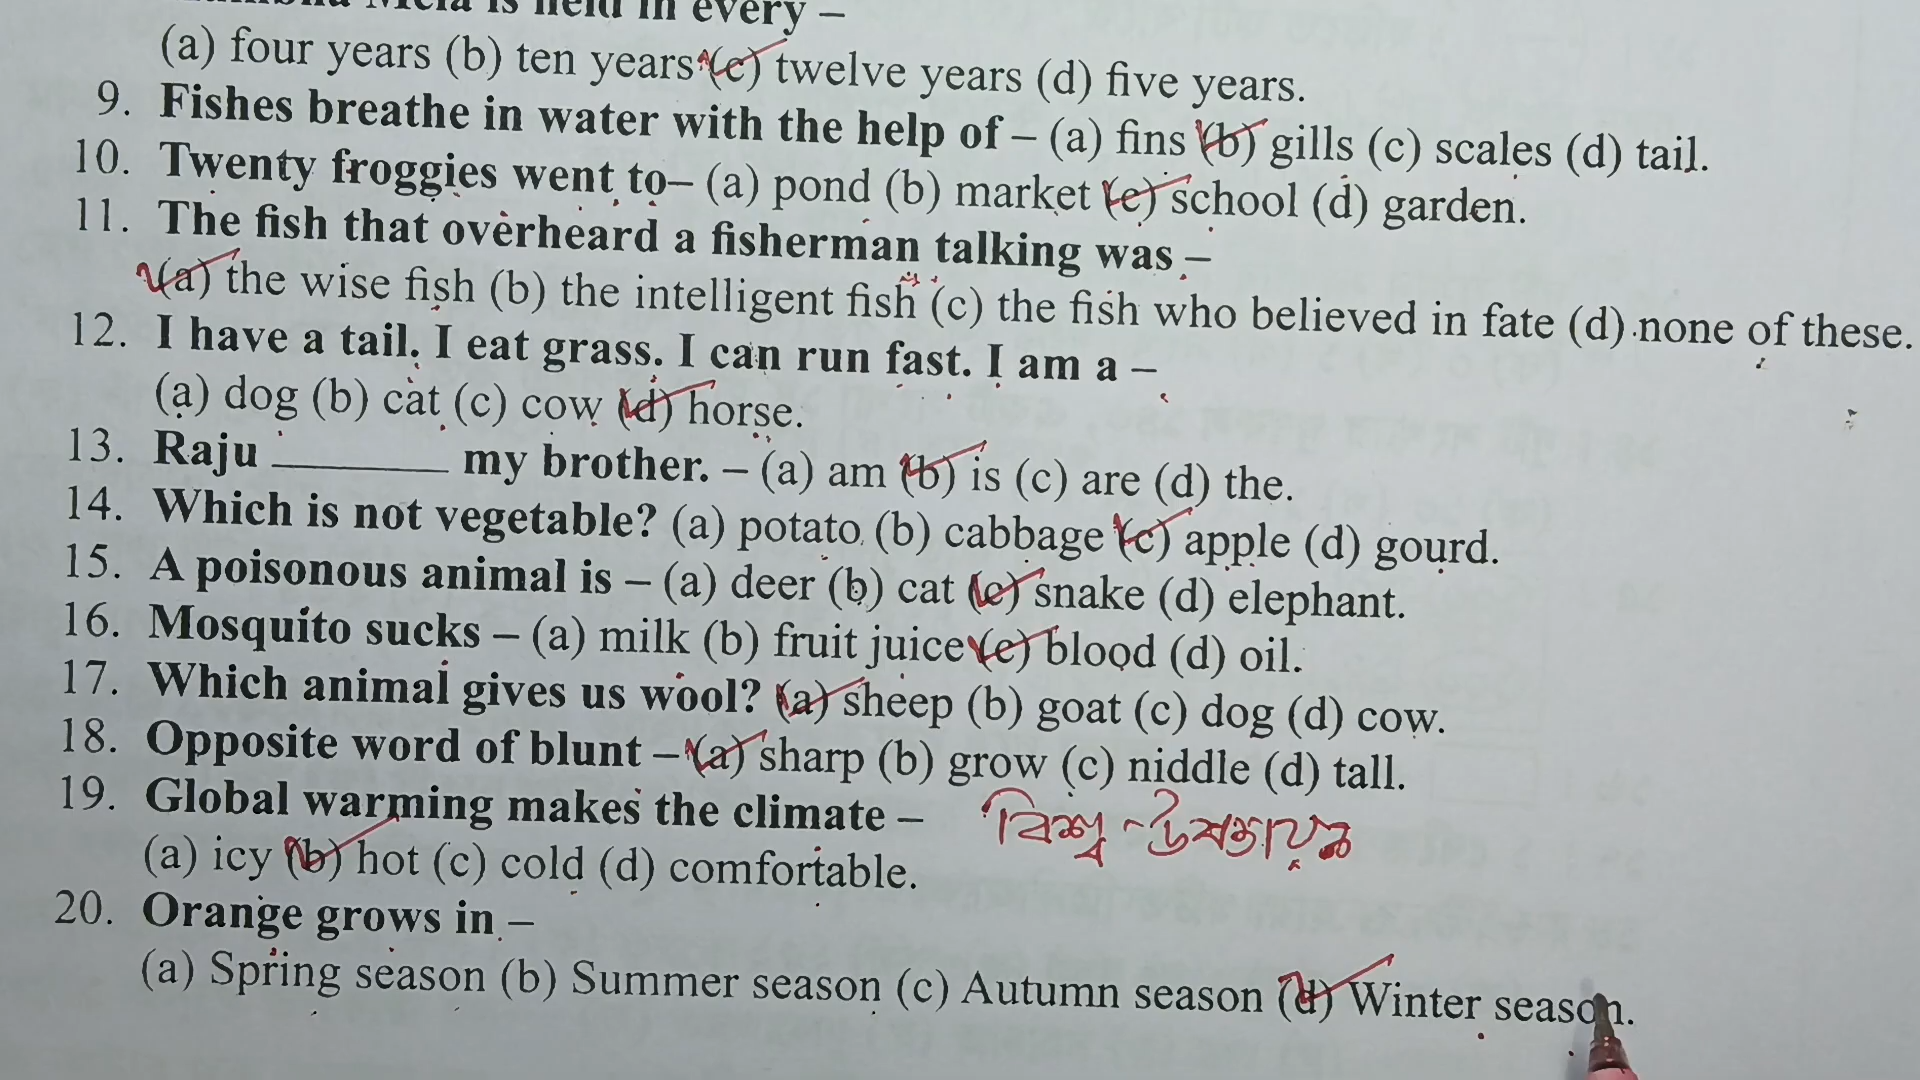 Mela is held in every –
(a) four years (b) ten years (c) twelve years (d) five years.
9. Fishes breathe in water with the help of – (a) fins (b) gills (c) scales (d) tail.
10. Twenty froggies went to– (a) pond (b) market (c) school (d) garden.
11. The fish that overheard a fisherman talking was –
(a) the wise fish (b) the intelligent fish (c) the fish who believed in fate (d) none of these.
12. I have a tail. I eat grass. I can run fast. I am a –
(a) dog (b) cat (c) cow (d) horse.
13. Raju ________ my brother. – (a) am (b) is (c) are (d) the.
14. Which is not vegetable? (a) potato (b) cabbage (c) apple (d) gourd.
15. A poisonous animal is – (a) deer (b) cat (c) snake (d) elephant.
16. Mosquito sucks – (a) milk (b) fruit juice (c) blood (d) oil.
17. Which animal gives us wool? (a) sheep (b) goat (c) dog (d) cow.
18. Opposite word of blunt – (a) sharp (b) grow (c) niddle (d) tall.
19. Global warming makes the climate – বিশ্ব-উষ্ণায়ন
(a) icy (b) hot (c) cold (d) comfortable.
20. Orange grows in –
(a) Spring season (b) Summer season (c) Autumn season (d) Winter season.